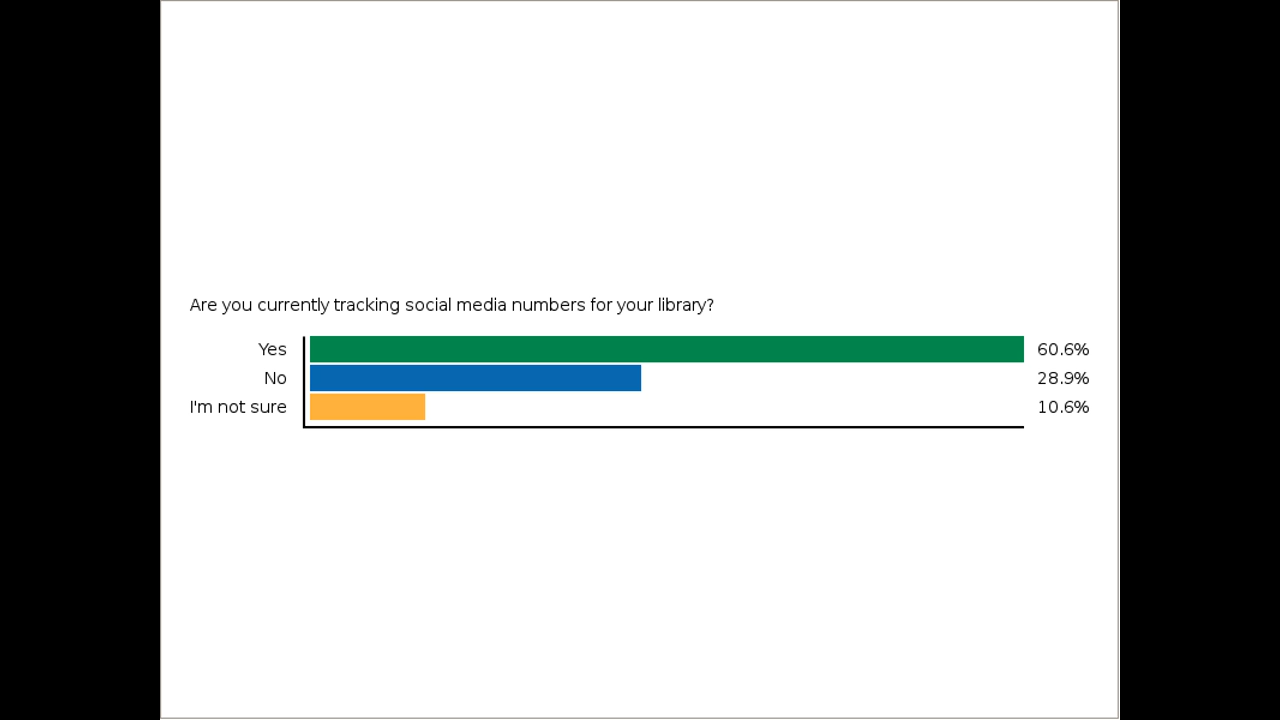 Are you currently tracking social media numbers for your library?
Yes 60.6%
No 28.9%
I'm not sure 10.6%